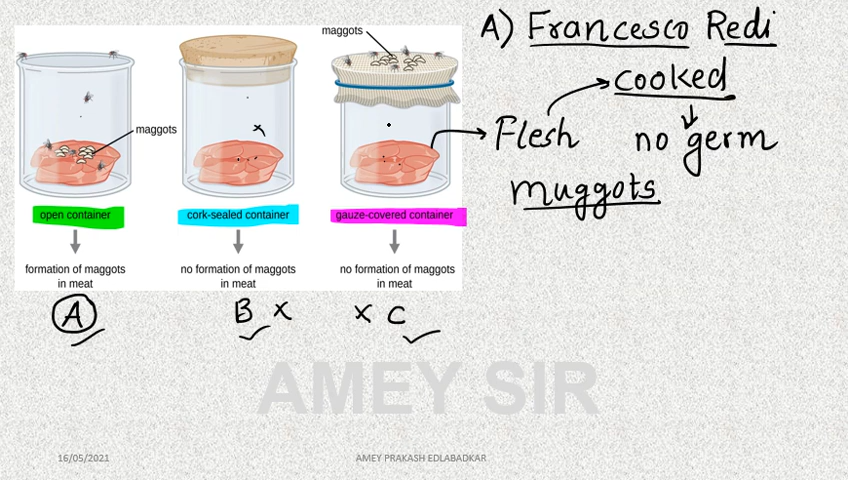 maggots
A) Francesco Redi
cooked
maggots
Flesh no germ
muggots
open container cork-sealed container gauze-covered container
formation of maggots no formation of maggots no formation of maggots
in meat in meat in meat
A B x x C
AMEY SIR
16/05/2021 AMEY PRAKASH EDLABADKAR